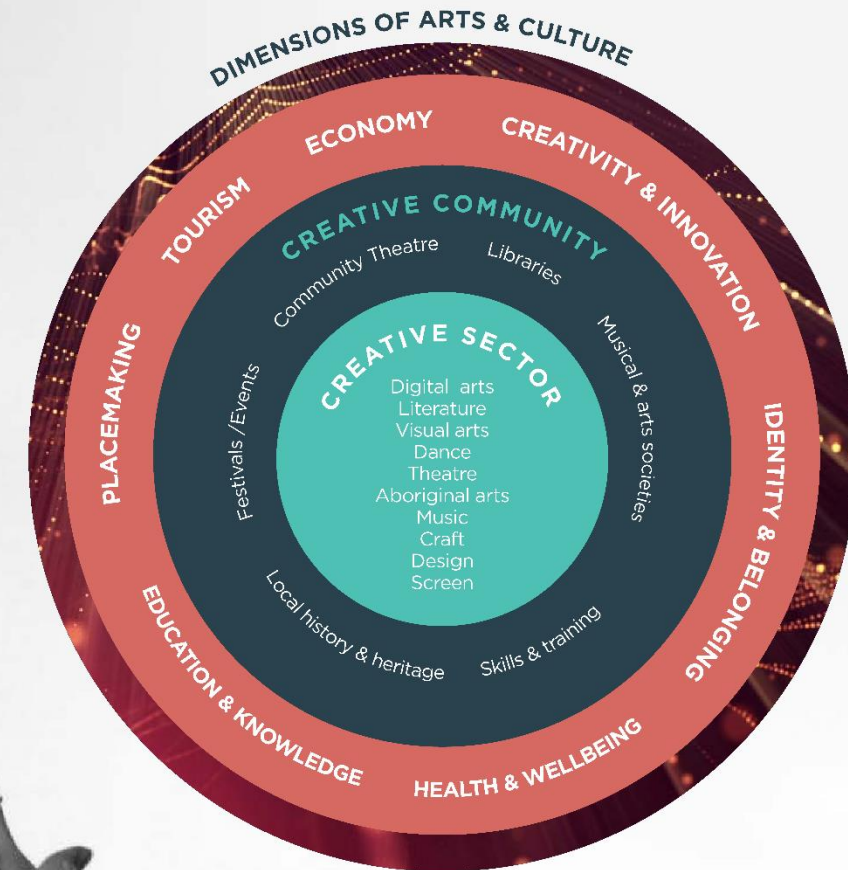 DIMENSIONS OF ARTS & CULTURE
ECONOMY
CREATIVITY & INNOVATION
TOURISM
PLACEMAKING
IDENTITY & BELONGING
EDUCATION & KNOWLEDGE
HEALTH & WELLBEING
CREATIVE COMMUNITY
Community Theatre
Libraries
Musical & arts societies
Festivals /Events
Local history & heritage
Skills & training
CREATIVE SECTOR
Digital arts
Literature
Visual arts
Dance
Theatre
Aboriginal arts
Music
Craft
Design
Screen